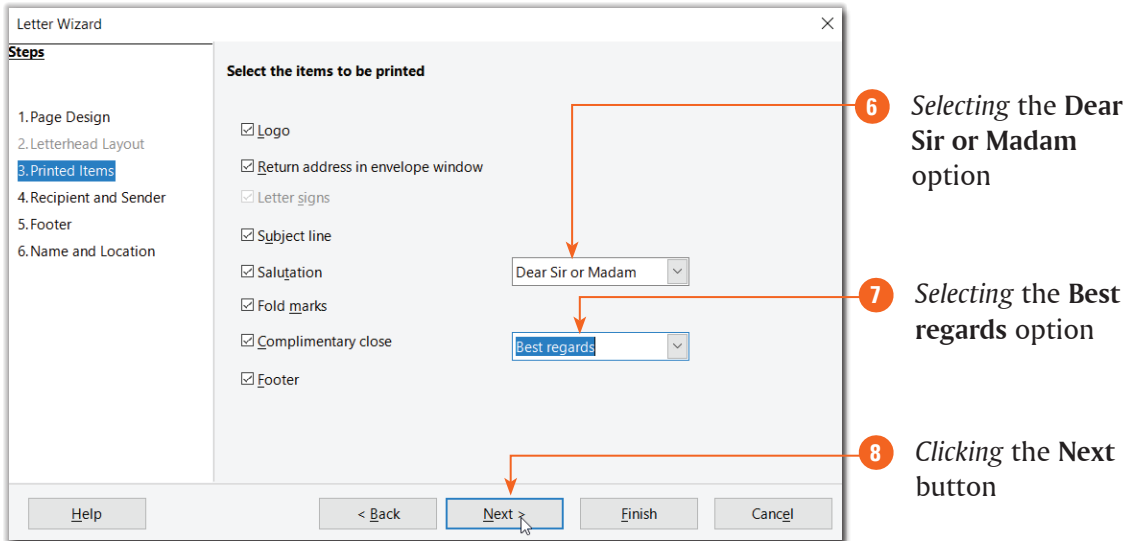 Letter Wizard
Steps
1. Page Design
2. Letterhead Layout
3. Printed Items
4. Recipient and Sender
5. Footer
6. Name and Location
Select the items to be printed
Logo
Return address in envelope window
Letter signs
Subject line
Salutation
Dear Sir or Madam
Fold marks
Complimentary close
Best regards
Footer
Help
< Back
Next >
Finish
Cancel
6
Selecting the Dear
Sir or Madam
option
7
Selecting the Best
regards option
8
Clicking the Next
button